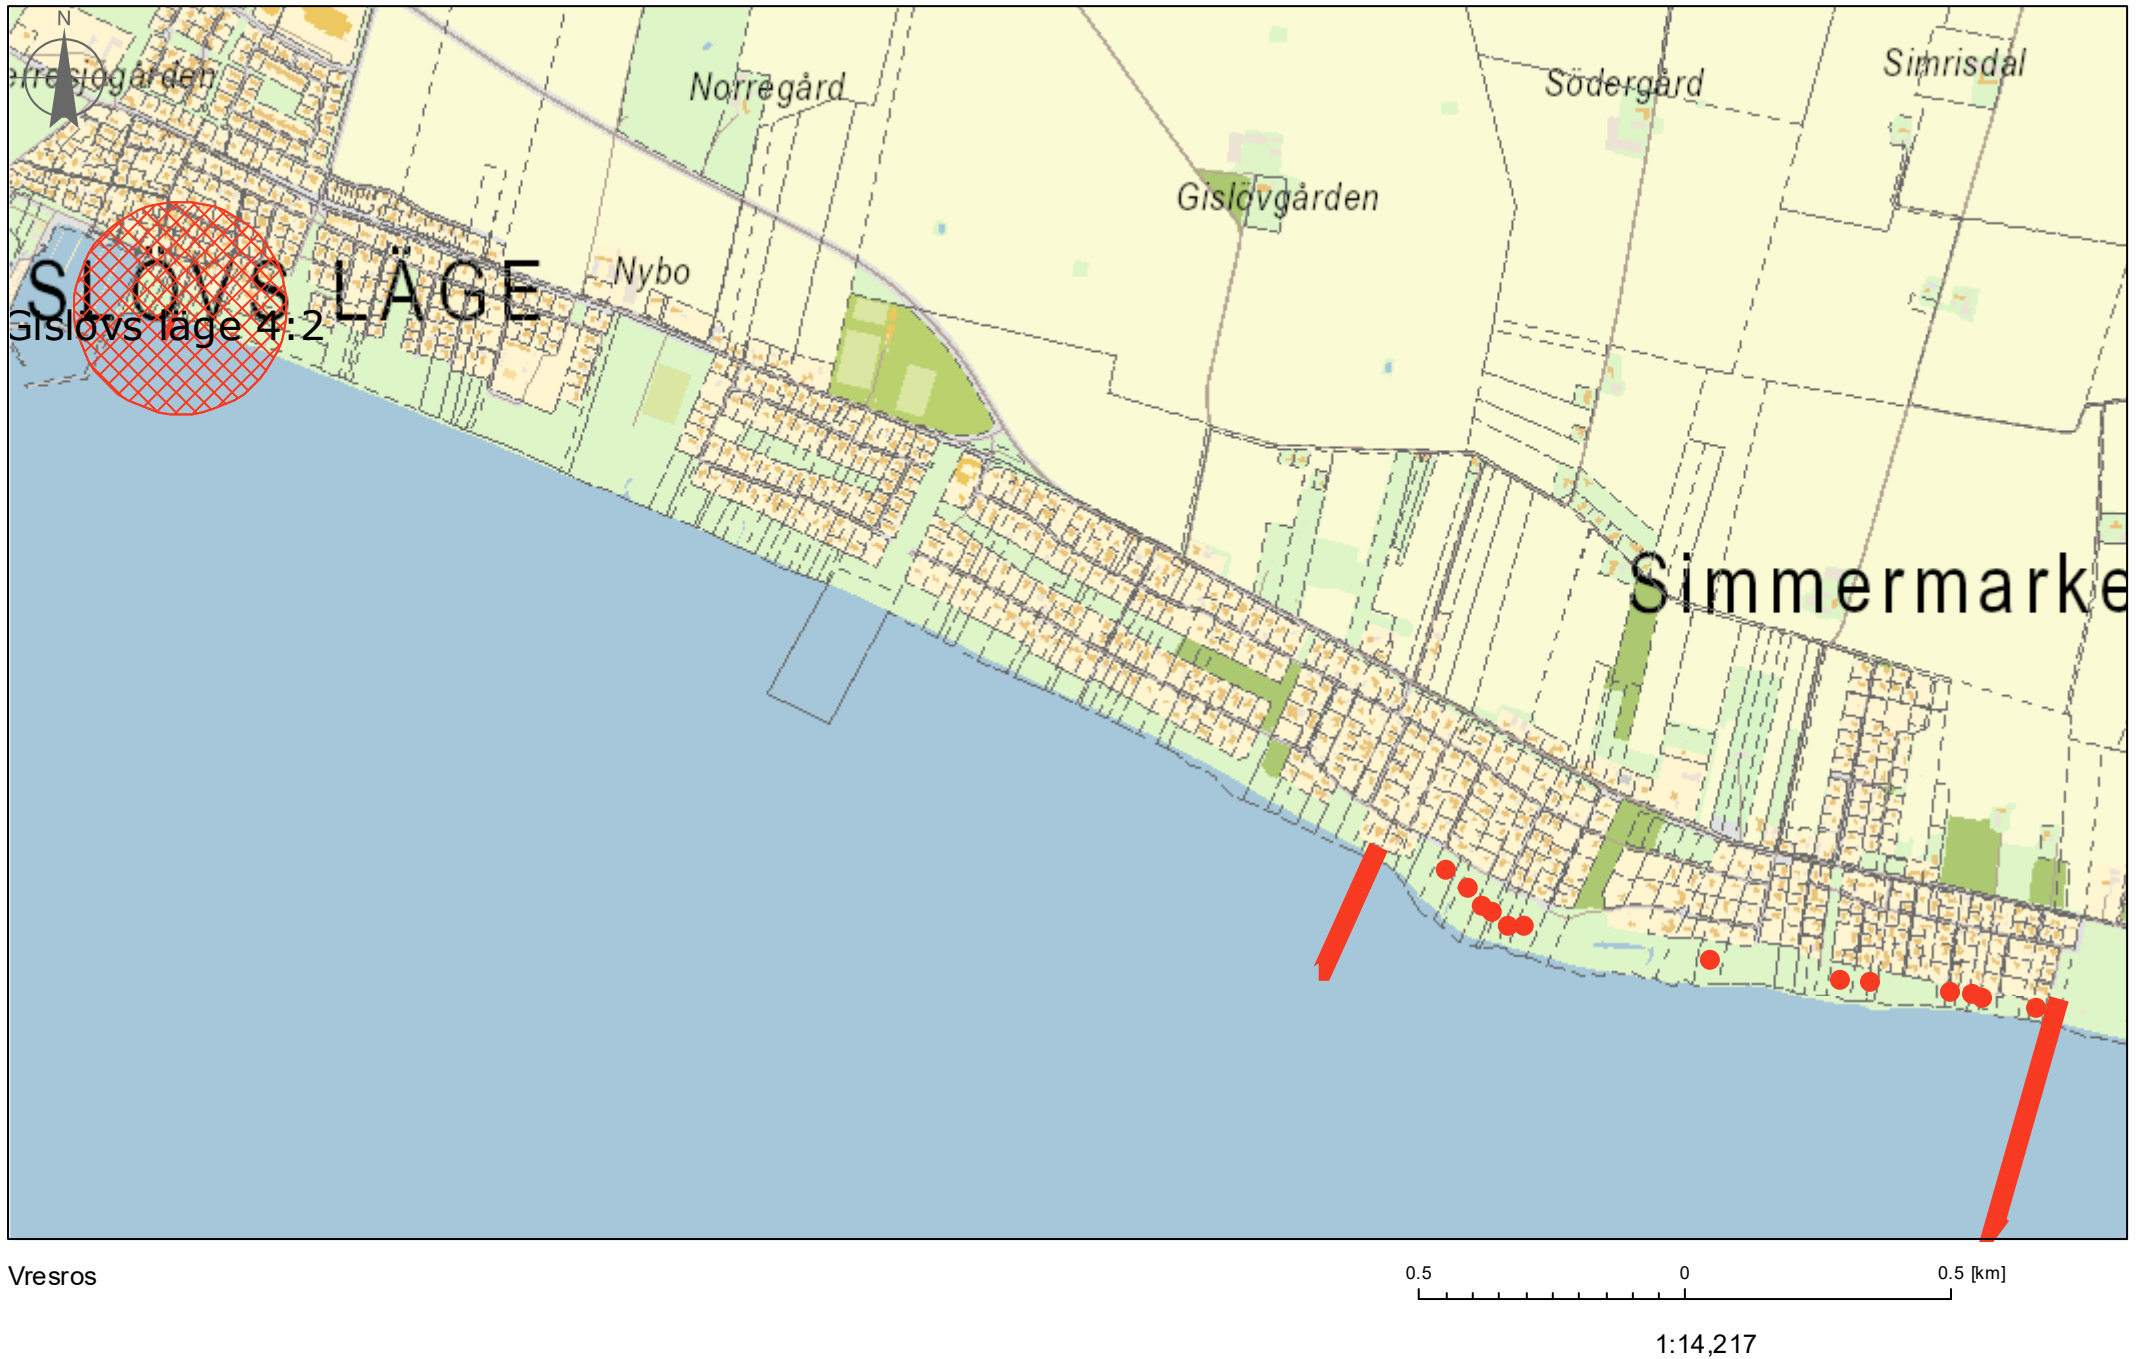 N
Norregård
Södergård
Simrisdal
Gislövgården
SLÖVS LÄGE
Nybo
Gislövs läge 4:2
Simmermarke
Vresros
0.5 0 0.5 [km]
1:14,217